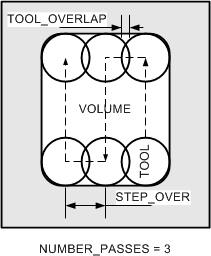 TOOL_OVERLAP
VOLUME
TOOL
STEP_OVER
NUMBER_PASSES = 3